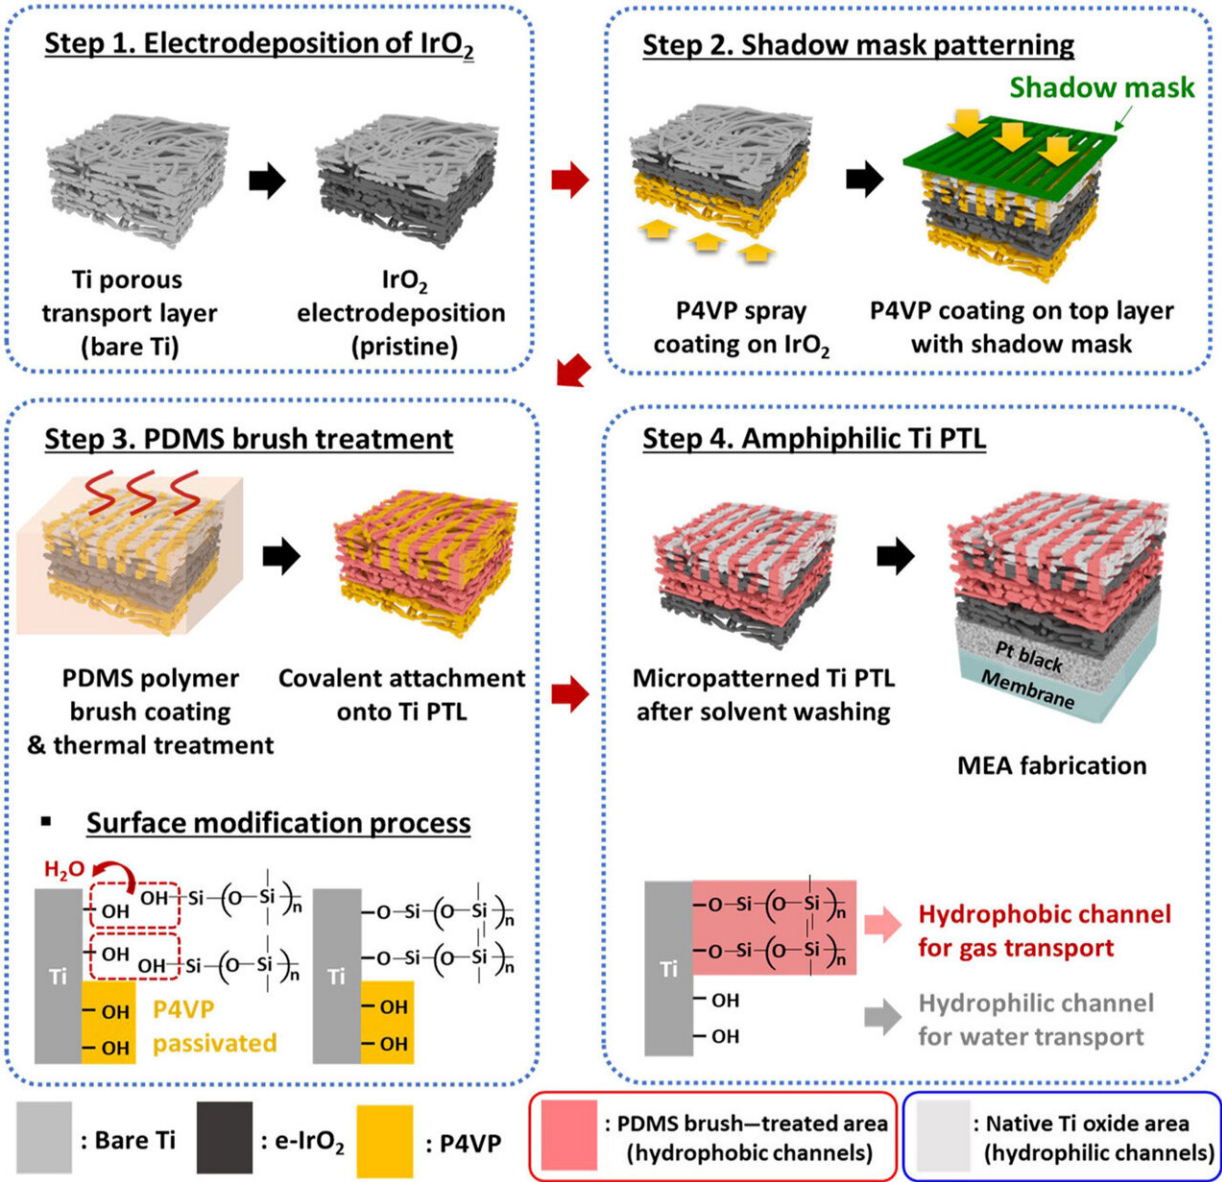 Step 1. Electrodeposition of IrO₂
Ti porous
transport layer
(bare Ti)
IrO₂
electrodeposition
(pristine)
Step 2. Shadow mask patterning
Shadow mask
P4VP spray
coating on IrO₂
P4VP coating on top layer
with shadow mask
Step 3. PDMS brush treatment
PDMS polymer
brush coating
& thermal treatment
Covalent attachment
onto Ti PTL
▪ Surface modification process
H₂O
OH
OH—Si—(O—Si—)n
OH
OH—Si—(O—Si—)n
Ti
OH
OH
P4VP
passivated
O—Si—(O—Si—)n
O—Si—(O—Si—)n
Ti
OH
OH
Step 4. Amphiphilic Ti PTL
Pt black
Membrane
Micropatterned Ti PTL
after solvent washing
MEA fabrication
O—Si—(O—Si—)n
O—Si—(O—Si—)n
Ti
OH
OH
Hydrophobic channel
for gas transport
Hydrophilic channel
for water transport
: Bare Ti
: e-IrO₂
: P4VP
: PDMS brush—treated area
(hydrophobic channels)
: Native Ti oxide area
(hydrophilic channels)